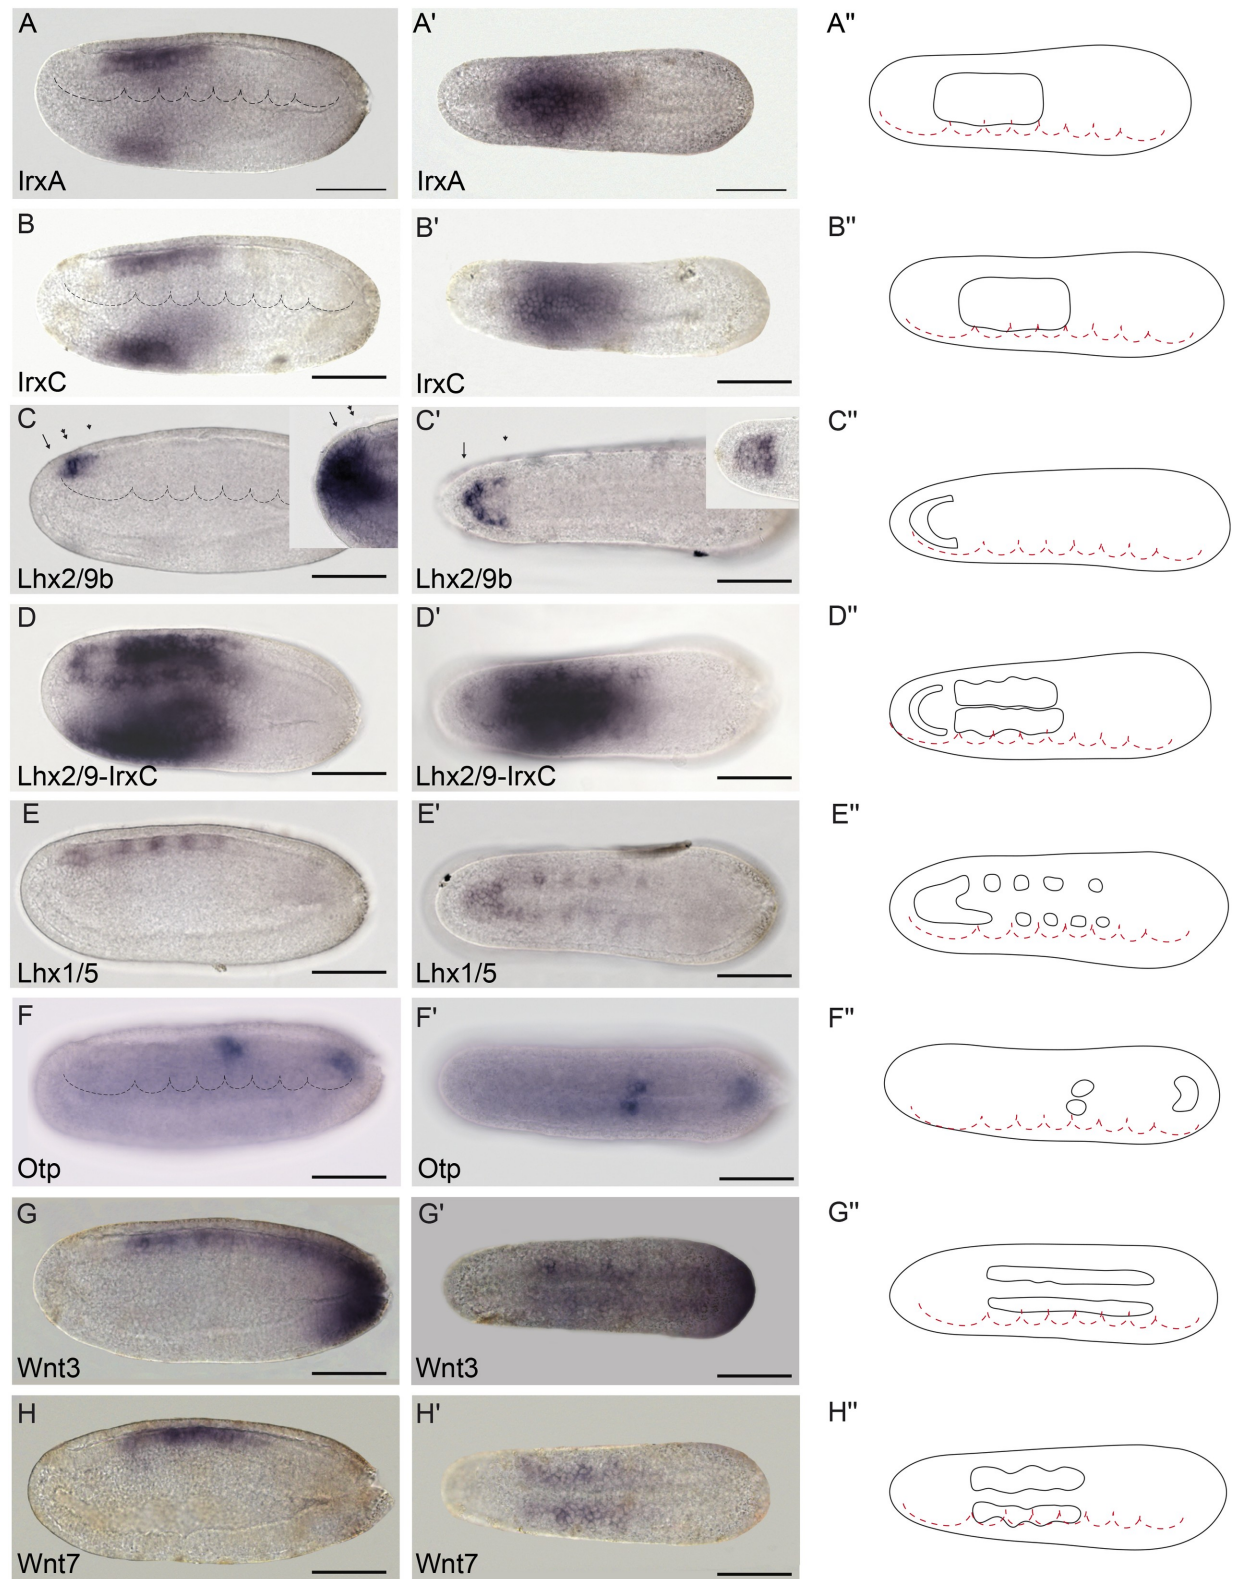 A A' A"
IrxA IrxA
B B' B"
IrxC IrxC
C C' C"
Lhx2/9b Lhx2/9b
D D' D"
Lhx2/9-IrxC Lhx2/9-IrxC
E E' E"
Lhx1/5 Lhx1/5
F F' F"
Otp Otp
G G' G"
Wnt3 Wnt3
H H' H"
Wnt7 Wnt7